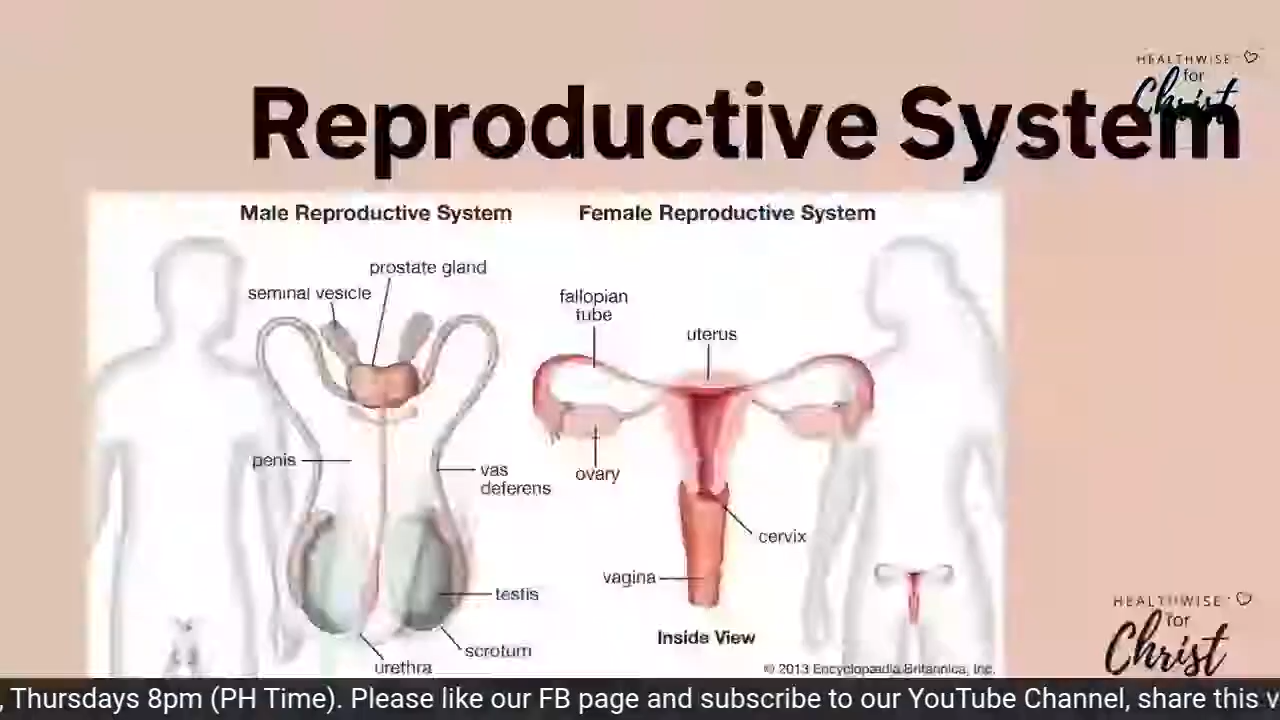 HEALTHWISE
for
Christ
Reproductive System
Male Reproductive System
Female Reproductive System
prostate gland
seminal vesicle
penis
vas
deferens
testis
scrotum
urethra
fallopian
tube
uterus
ovary
cervix
vagina
Inside View
© 2013 Encyclopædia Britannica, Inc.
HEALTHWISE
for
Christ
, Thursdays 8pm (PH Time). Please like our FB page and subscribe to our YouTube Channel, share this v